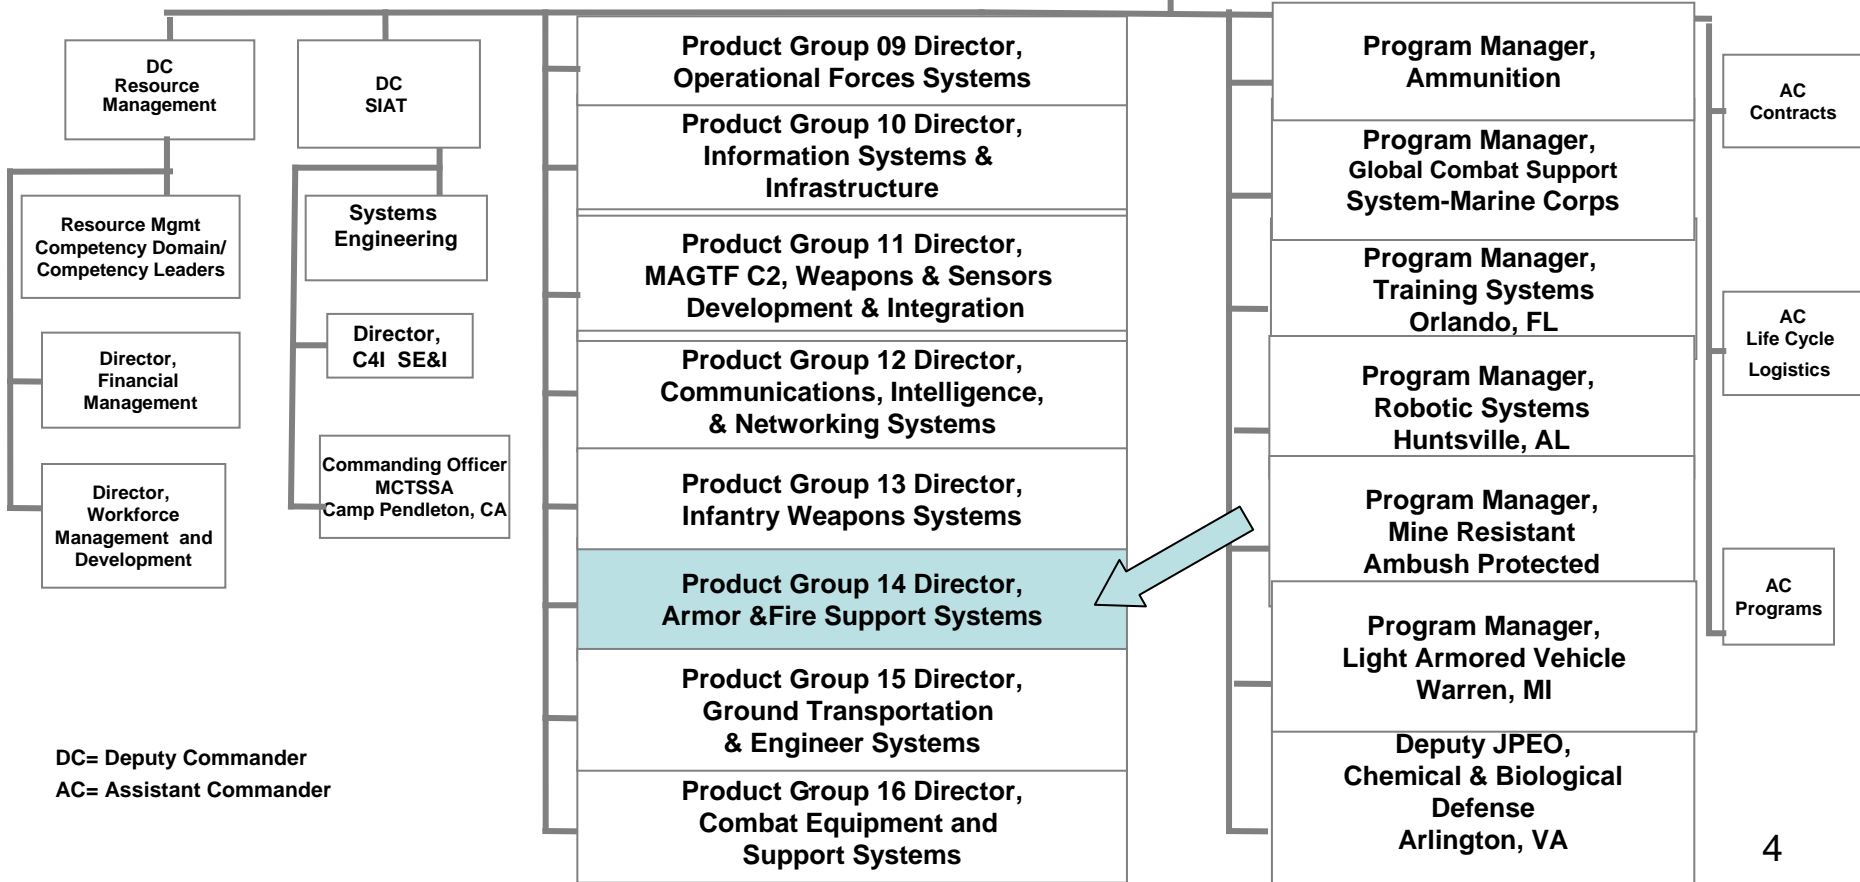 DC
Resource
Management
Resource Mgmt
Competency Domain/
Competency Leaders
Director,
Financial
Management
Director,
Workforce
Management and
Development
DC
SIAT
Systems
Engineering
Director,
C4I SE&I
Commanding Officer
MCTSSA
Camp Pendleton, CA
Product Group 09 Director,
Operational Forces Systems
Product Group 10 Director,
Information Systems &
Infrastructure
Product Group 11 Director,
MAGTF C2, Weapons & Sensors
Development & Integration
Product Group 12 Director,
Communications, Intelligence,
& Networking Systems
Product Group 13 Director,
Infantry Weapons Systems
Product Group 14 Director,
Armor &Fire Support Systems
Product Group 15 Director,
Ground Transportation
& Engineer Systems
Product Group 16 Director,
Combat Equipment and
Support Systems
Program Manager,
Ammunition
Program Manager,
Global Combat Support
System-Marine Corps
Program Manager,
Training Systems
Orlando, FL
Program Manager,
Robotic Systems
Huntsville, AL
Program Manager,
Mine Resistant
Ambush Protected
Program Manager,
Light Armored Vehicle
Warren, MI
Deputy JPEO,
Chemical & Biological
Defense
Arlington, VA
AC
Contracts
AC
Life Cycle
Logistics
AC
Programs
DC= Deputy Commander
AC= Assistant Commander
4